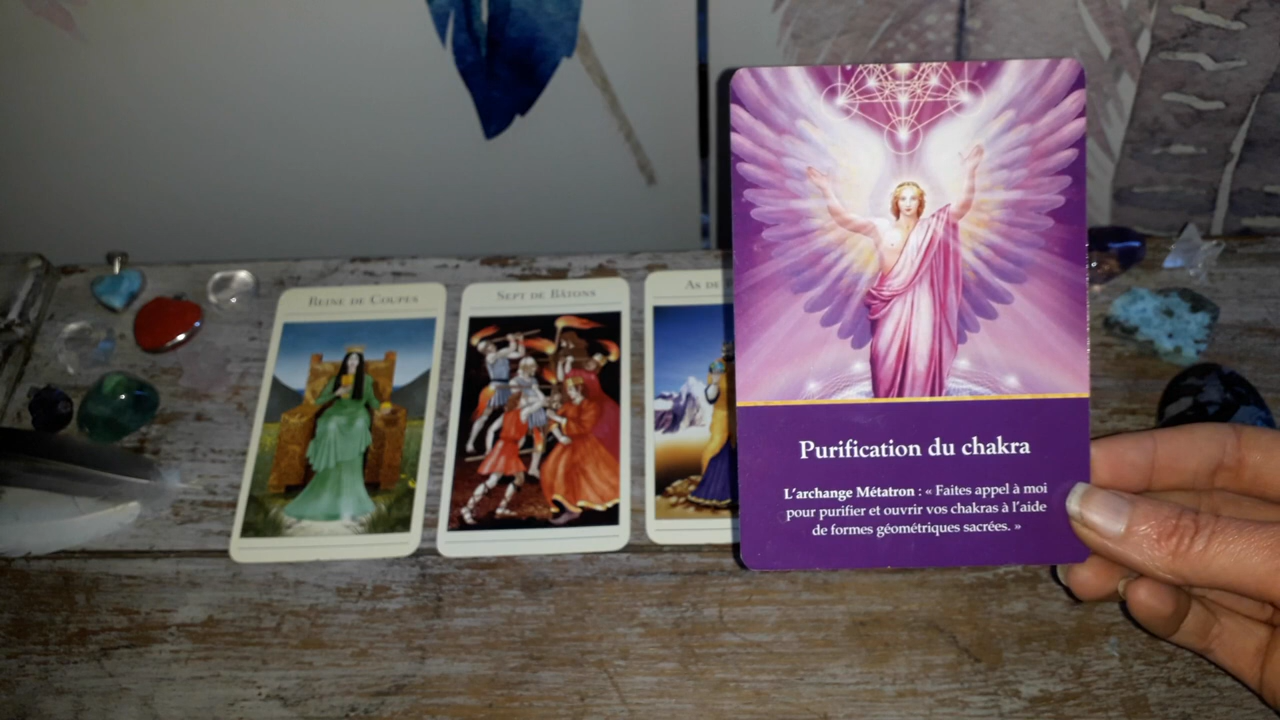 Reine de Coupes
Sept de Bâtons
As de
Purification du chakra
L'archange Métatron : « Faites appel à moi
pour purifier et ouvrir vos chakras à l'aide
de formes géométriques sacrées. »